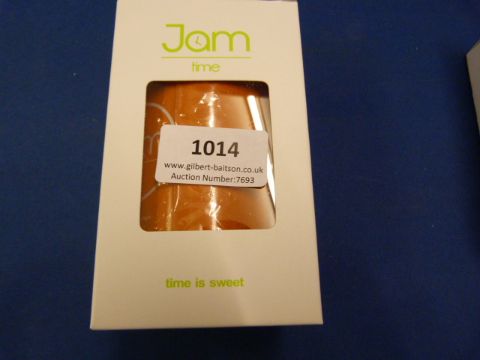 Jam
time
1014
www.gilbert-baitson.co.uk
Auction Number:7693
time is sweet